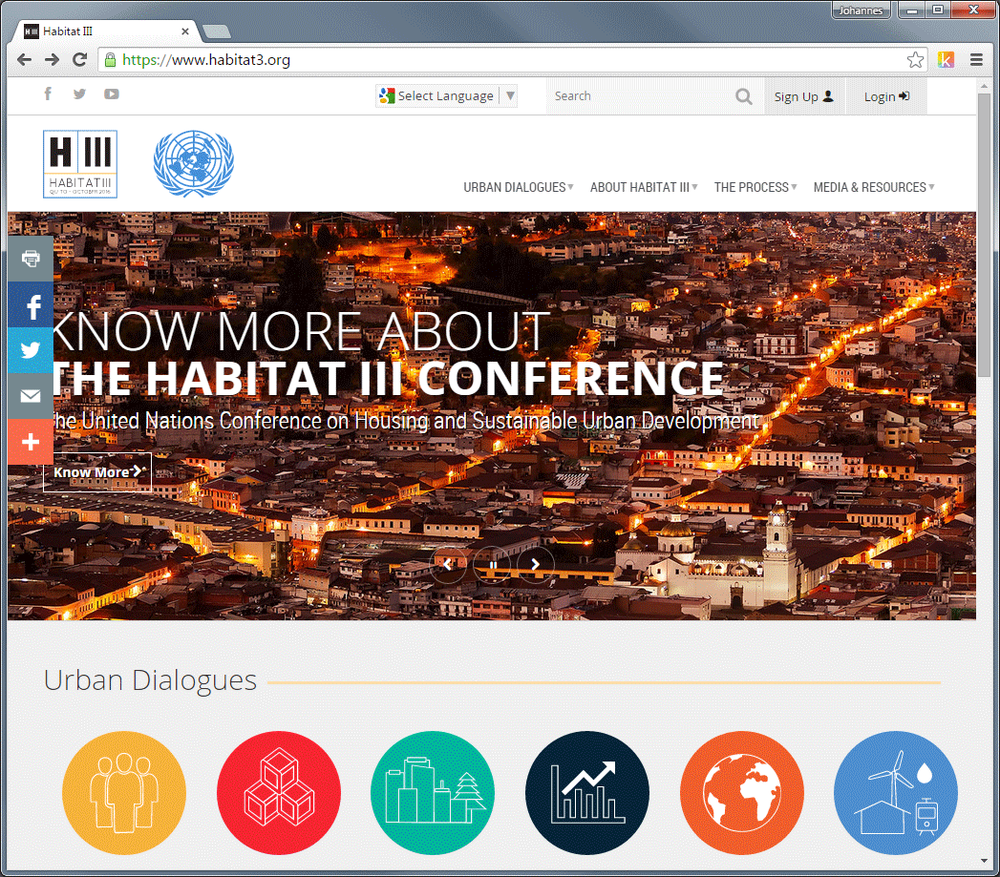 Johannes
Habitat III
https://www.habitat3.org
Select Language
Search
Sign Up
Login
H III
HABITAT III
QUITO - OCTOBER 2016
URBAN DIALOGUES
ABOUT HABITAT III
THE PROCESS
MEDIA & RESOURCES
KNOW MORE ABOUT
THE HABITAT III CONFERENCE
he United Nations Conference on Housing and Sustainable Urban Development
Know More
Urban Dialogues